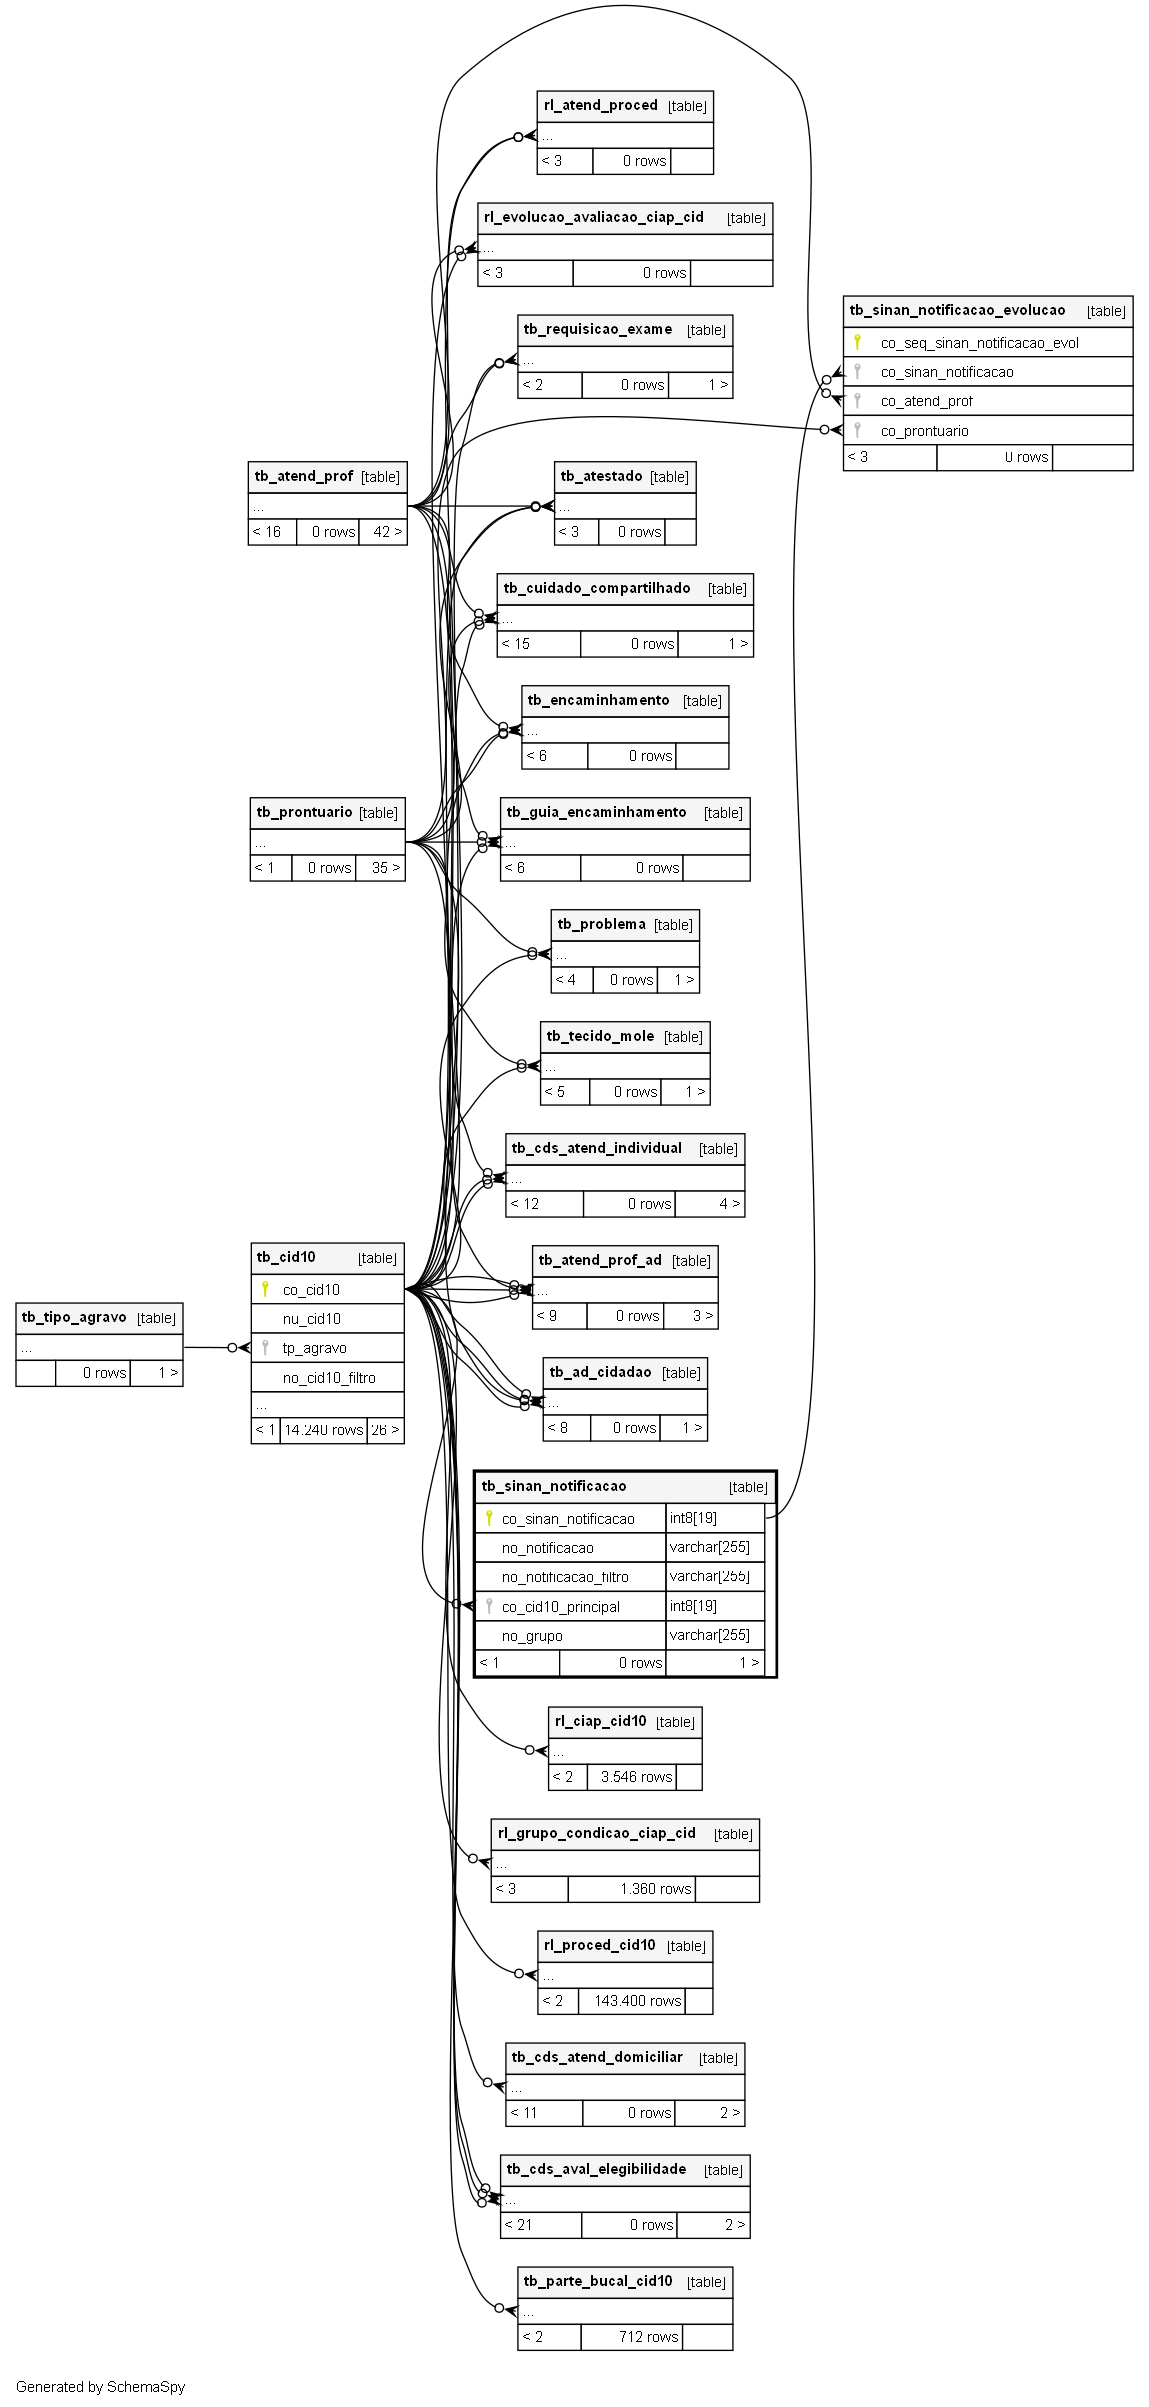 rl_atend_proced [table]
...
< 3 0 rows
rl_evolucao_avaliacao_ciap_cid [table]
...
< 3 0 rows
tb_sinan_notificacao_evolucao [table]
co_seq_sinan_notificacao_evol
co_sinan_notificacao
co_atend_prof
co_prontuario
< 3 0 rows
tb_requisicao_exame [table]
...
< 2 0 rows 1 >
tb_atend_prof [table]
...
< 16 0 rows 42 >
tb_atestado [table]
...
< 3 0 rows
tb_cuidado_compartilhado [table]
...
< 15 0 rows 1 >
tb_encaminhamento [table]
...
< 6 0 rows
tb_prontuario [table]
...
< 1 0 rows 35 >
tb_guia_encaminhamento [table]
...
< 6 0 rows
tb_problema [table]
...
< 4 0 rows 1 >
tb_tecido_mole [table]
...
< 5 0 rows 1 >
tb_cds_atend_individual [table]
...
< 12 0 rows 4 >
tb_cid10 [table]
co_cid10
nu_cid10
tp_agravo
no_cid10_filtro
...
< 1 14.240 rows 26 >
tb_tipo_agravo [table]
...
0 rows 1 >
tb_atend_prof_ad [table]
...
< 9 0 rows 3 >
tb_ad_cidadao [table]
...
< 8 0 rows 1 >
tb_sinan_notificacao [table]
co_sinan_notificacao int8[19]
no_notificacao varchar[255]
no_notificacao_filtro varchar[255]
co_cid10_principal int8[19]
no_grupo varchar[255]
< 1 0 rows 1 >
rl_ciap_cid10 [table]
...
< 2 3.546 rows
rl_grupo_condicao_ciap_cid [table]
...
< 3 1.360 rows
rl_proced_cid10 [table]
...
< 2 143.400 rows
tb_cds_atend_domiciliar [table]
...
< 11 0 rows 2 >
tb_cds_aval_elegibilidade [table]
...
< 21 0 rows 2 >
tb_parte_bucal_cid10 [table]
...
< 2 712 rows
Generated by SchemaSpy